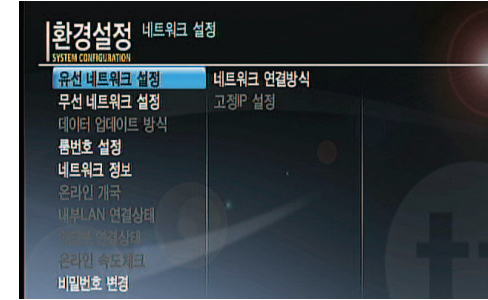 환경설정 네트워크 설정
SYSTEM CONFIGURATION
유선 네트워크 설정 네트워크 연결방식
무선 네트워크 설정 고정IP 설정
데이터 업데이트 방식
룸번호 설정
네트워크 정보
온라인 개국
내부LAN 연결상태
연결상태
온라인 속도체크
비밀번호 변경